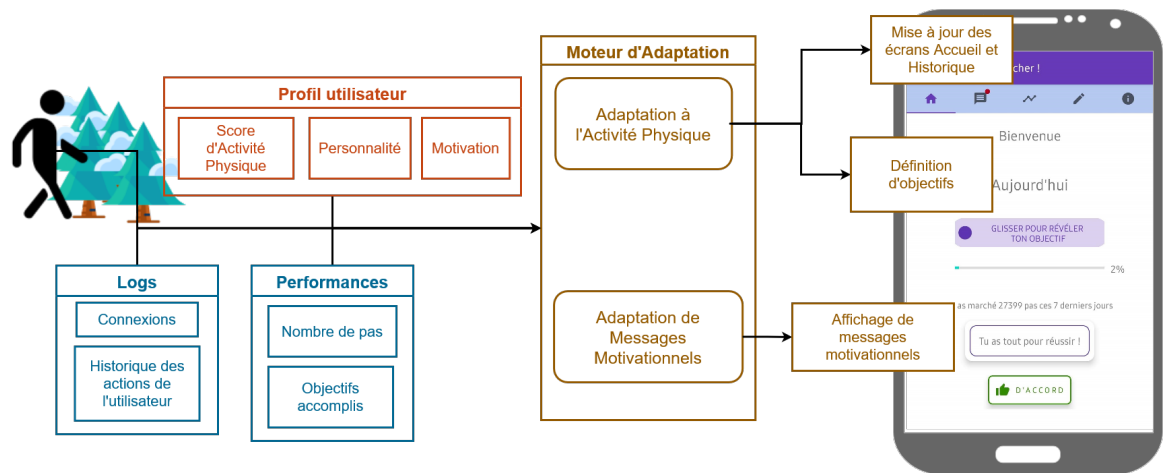 Profil utilisateur
Score
d'Activité
Physique
Personnalité
Motivation
Logs
Connexions
Historique des
actions de
l'utilisateur
Performances
Nombre de pas
Objectifs
accomplis
Moteur d'Adaptation
Adaptation à
l'Activité Physique
Adaptation de
Messages
Motivationnels
Mise à jour des
écrans Accueil et
Historique
Définition
d'objectifs
Affichage de
messages
motivationnels
cher !
Bienvenue
Aujourd'hui
GLISSER POUR RÉVÉLER
TON OBJECTIF
2%
as marché 27399 pas ces 7 derniers jours
Tu as tout pour réussir !
D'ACCORD